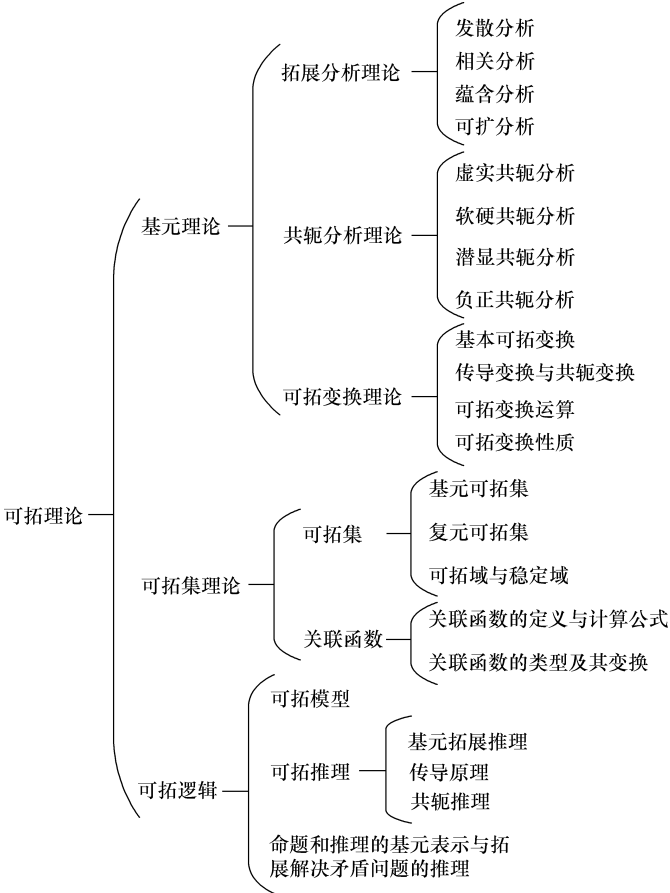 发散分析
相关分析
拓展分析理论
蕴含分析
可扩分析
虚实共轭分析
基元理论
软硬共轭分析
共轭分析理论
潜显共轭分析
负正共轭分析
基本可拓变换
传导变换与共轭变换
可拓变换理论
可拓变换运算
可拓变换性质
基元可拓集
可拓理论
可拓集
复元可拓集
可拓集理论
可拓域与稳定域
关联函数的定义与计算公式
关联函数
关联函数的类型及其变换
可拓模型
基元拓展推理
可拓推理
传导原理
可拓逻辑
共轭推理
命题和推理的基元表示与拓
展解决矛盾问题的推理